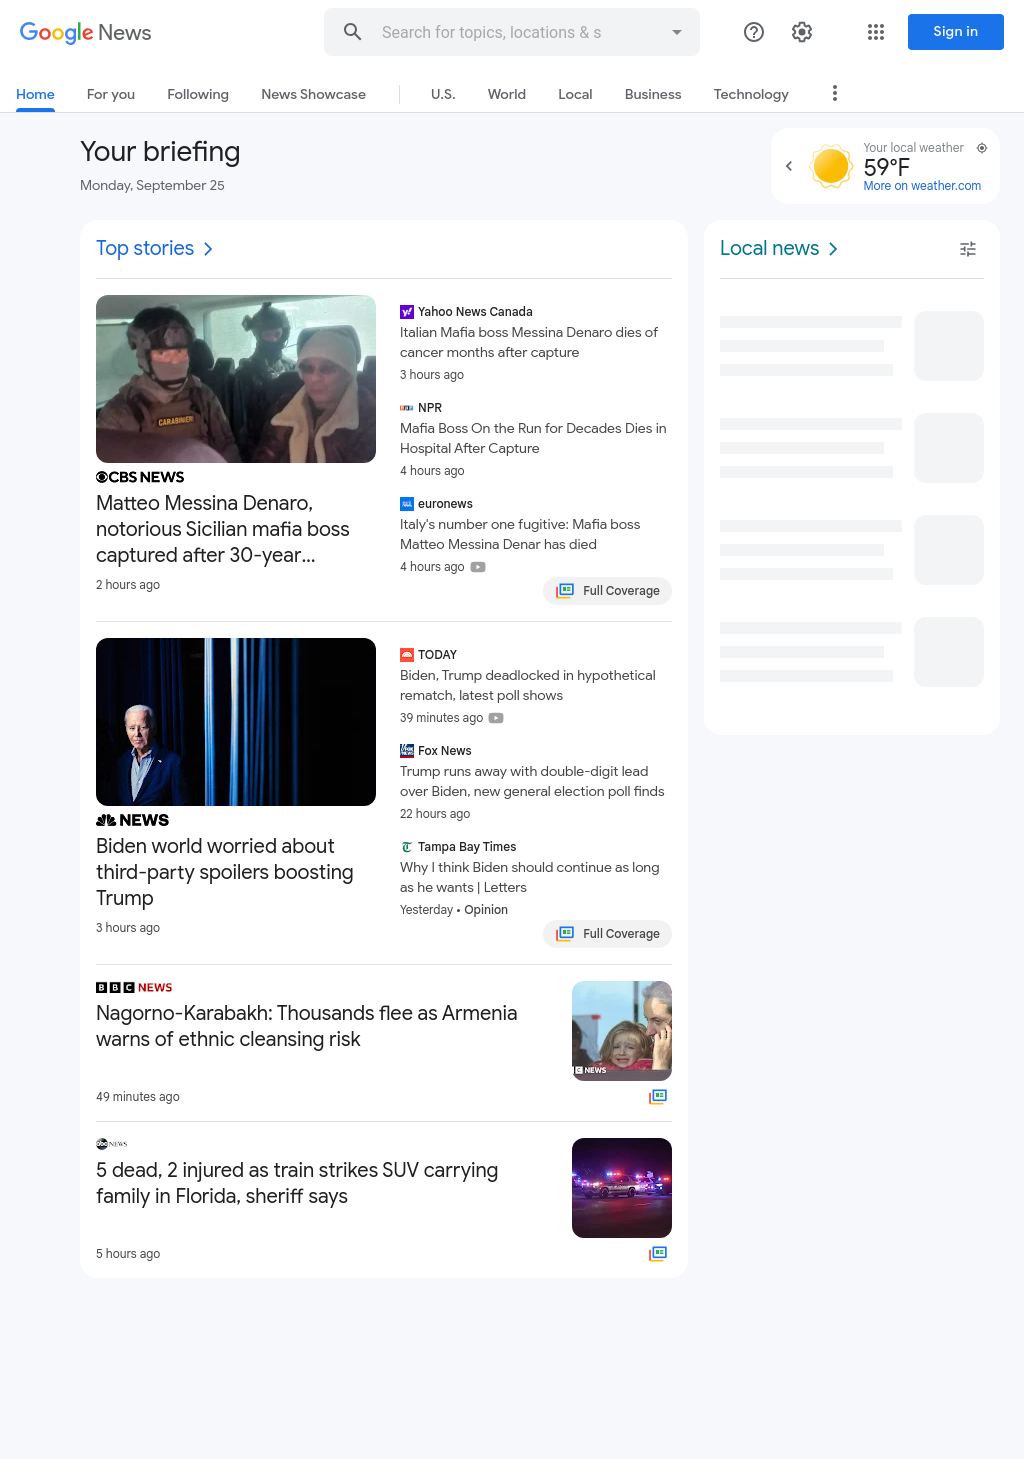 Google News
Search for topics, locations & s
Sign in
Home
For you
Following
News Showcase
U.S.
World
Local
Business
Technology
Your briefing
Monday, September 25
Your local weather
59°F
More on weather.com
Top stories
CARABINIERI
CBS NEWS
Matteo Messina Denaro,
notorious Sicilian mafia boss
captured after 30-year...
2 hours ago
Yahoo News Canada
Italian Mafia boss Messina Denaro dies of
cancer months after capture
3 hours ago
NPR
Mafia Boss On the Run for Decades Dies in
Hospital After Capture
4 hours ago
euronews
Italy's number one fugitive: Mafia boss
Matteo Messina Denar has died
4 hours ago
Full Coverage
NEWS
Biden world worried about
third-party spoilers boosting
Trump
3 hours ago
TODAY
Biden, Trump deadlocked in hypothetical
rematch, latest poll shows
39 minutes ago
Fox News
Trump runs away with double-digit lead
over Biden, new general election poll finds
22 hours ago
Tampa Bay Times
Why I think Biden should continue as long
as he wants | Letters
Yesterday • Opinion
Full Coverage
BBC NEWS
Nagorno-Karabakh: Thousands flee as Armenia
warns of ethnic cleansing risk
C NEWS
49 minutes ago
abc NEWS
5 dead, 2 injured as train strikes SUV carrying
family in Florida, sheriff says
5 hours ago
Local news